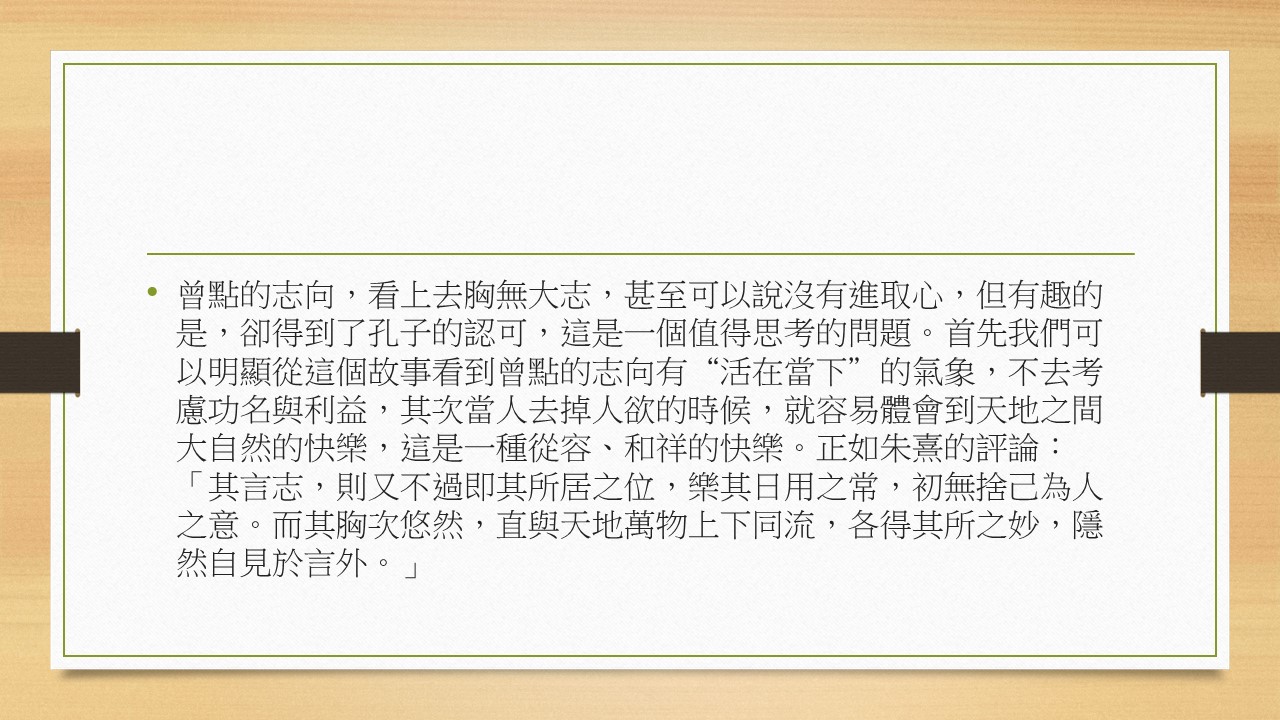 • 曾點的志向，看上去胸無大志，甚至可以說沒有進取心，但有趣的
是，卻得到了孔子的認可，這是一個值得思考的問題。首先我們可
以明顯從這個故事看到曾點的志向有“活在當下”的氣象，不去考
慮功名與利益，其次當人去掉人欲的時候，就容易體會到天地之間
大自然的快樂，這是一種從容、和祥的快樂。正如朱熹的評論：
「其言志，則又不過即其所居之位，樂其日用之常，初無捨己為人
之意。而其胸次悠然，直與天地萬物上下同流，各得其所之妙，隱
然自見於言外。」